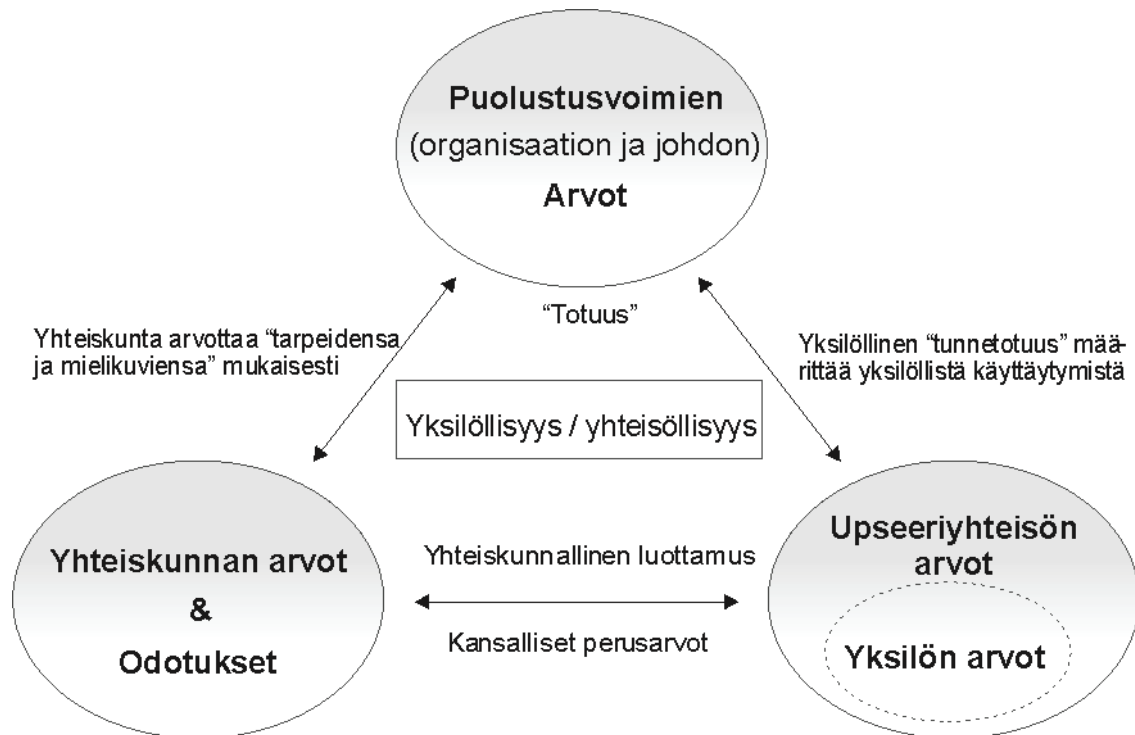 Puolustusvoimien
(organisaation ja johdon)
Arvot
“Totuus”
Yhteiskunta arvottaa “tarpeidensa
ja mielikuviensa” mukaisesti
Yksilöllinen “tunnetotuus” mää-
rittää yksilöllistä käyttäytymistä
Yksilöllisyys / yhteisöllisyys
Yhteiskunnan arvot
&
Odotukset
Yhteiskunnallinen luottamus
Kansalliset perusarvot
Upseeriyhteisön
arvot
Yksilön arvot